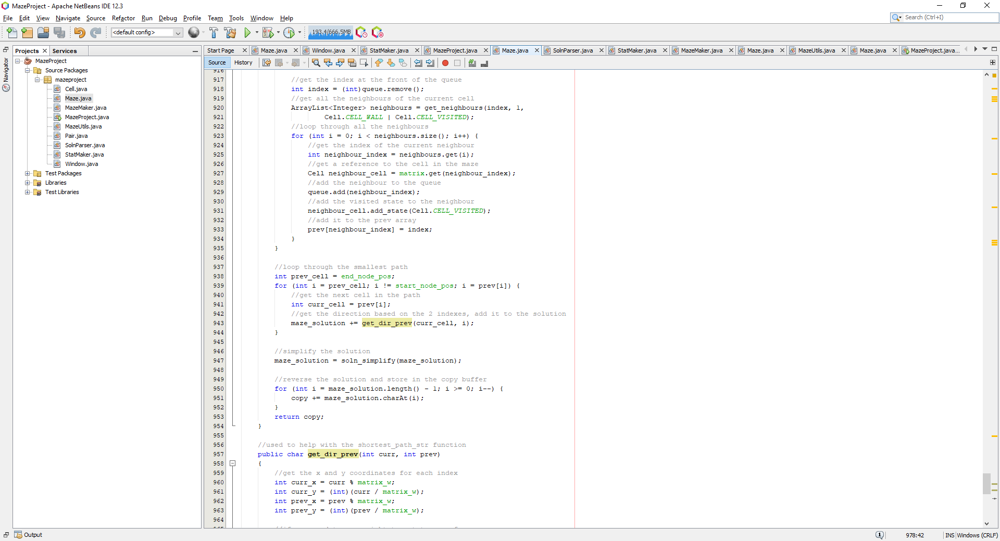 MazeProject - Apache NetBeans IDE 12.3
File Edit View Navigate Source Refactor Run Debug Profile Team Tools Window Help
Search (Ctrl+I)
<default config>
193.4/666.5MB
Projects
Services
Navigator
MazeProject
Source Packages
mazeproject
Cell.java
Maze.java
MazeMaker.java
MazeProject.java
MazeUtils.java
Pair.java
SolnParser.java
StatMaker.java
Window.java
Test Packages
Libraries
Test Libraries
Start Page Maze.java Window.java StatMaker.java MazeProject.java Maze.java SolnParser.java StatMaker.java MazeMaker.java Maze.java MazeUtils.java Maze.java MazeProject.java...
Source History
916
917 //get the index at the front of the queue
918 int index = (int)queue.remove();
919 //get all the neighbours of the current cell
920 ArrayList<Integer> neighbours = get_neighbours(index, 1,
921 Cell.CELL_WALL | Cell.CELL_VISITED);
922 //loop through all the neighbours
923 for (int i = 0; i < neighbours.size(); i++) {
924 //get the index of the current neighbour
925 int neighbour_index = neighbours.get(i);
926 //get a reference to the cell in the maze
927 Cell neighbour_cell = matrix.get(neighbour_index);
928 //add the neighbour to the queue
929 queue.add(neighbour_index);
930 //add the visited state to the neighbour
931 neighbour_cell.add_state(Cell.CELL_VISITED);
932 //add it to the prev array
933 prev[neighbour_index] = index;
934 }
935 }
936
937 //loop through the smallest path
938 int prev_cell = end_node_pos;
939 for (int i = prev_cell; i != start_node_pos; i = prev[i]) {
940 //get the next cell in the path
941 int curr_cell = prev[i];
942 //get the direction based on the 2 indexes, add it to the solution
943 maze_solution += get_dir_prev(curr_cell, i);
944 }
945
946 //simplify the solution
947 maze_solution = soln_simplify(maze_solution);
948
949 //reverse the solution and store in the copy buffer
950 for (int i = maze_solution.length() - 1; i >= 0; i--) {
951 copy += maze_solution.charAt(i);
952 }
953 return copy;
954 }
955
956 //used to help with the shortest_path_str function
957 public char get_dir_prev(int curr, int prev)
958 {
959 //get the x and y coordinates for each index
960 int curr_x = curr % matrix_w;
961 int curr_y = (int)(curr / matrix_w);
962 int prev_x = prev % matrix_w;
963 int prev_y = (int)(prev / matrix_w);
964
Output
978:42 INS Windows (CRLF)